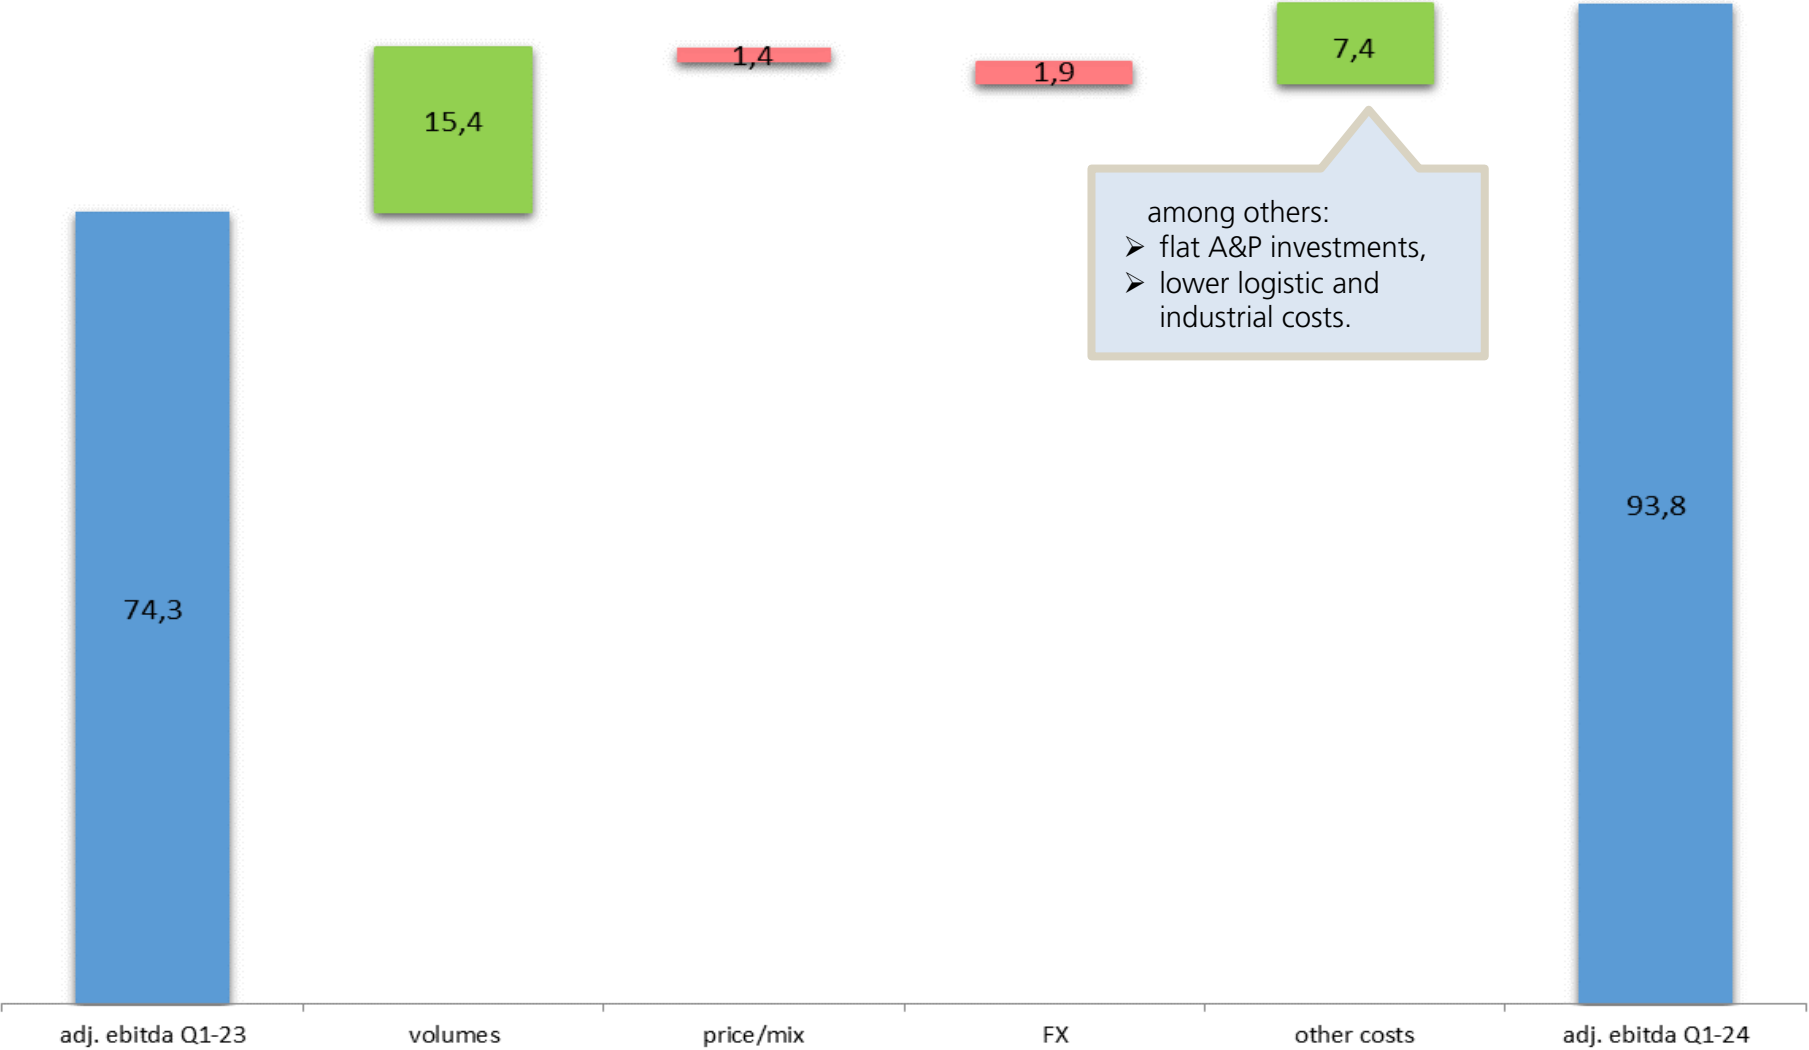 15,4
1,4
1,9
7,4
among others:
➢ flat A&P investments,
➢ lower logistic and
industrial costs.
74,3
93,8
adj. ebitda Q1-23
volumes
price/mix
FX
other costs
adj. ebitda Q1-24